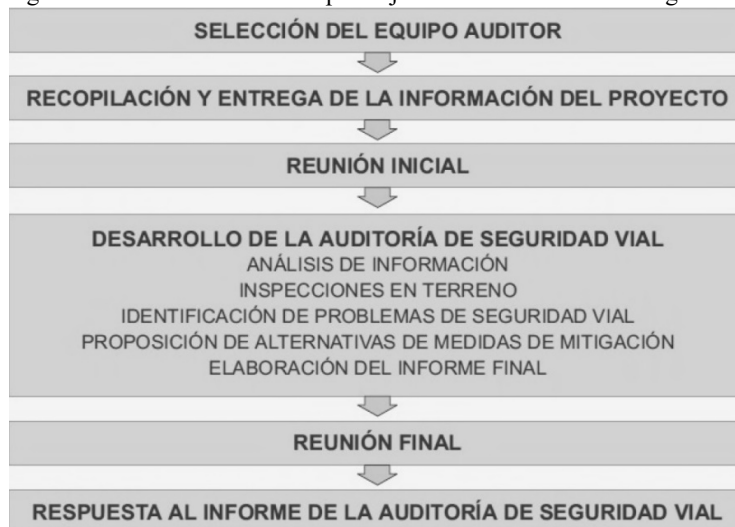 SELECCIÓN DEL EQUIPO AUDITOR
RECOPILACIÓN Y ENTREGA DE LA INFORMACIÓN DEL PROYECTO
REUNIÓN INICIAL
DESARROLLO DE LA AUDITORÍA DE SEGURIDAD VIAL
ANÁLISIS DE INFORMACIÓN
INSPECCIONES EN TERRENO
IDENTIFICACIÓN DE PROBLEMAS DE SEGURIDAD VIAL
PROPOSICIÓN DE ALTERNATIVAS DE MEDIDAS DE MITIGACIÓN
ELABORACIÓN DEL INFORME FINAL
REUNIÓN FINAL
RESPUESTA AL INFORME DE LA AUDITORÍA DE SEGURIDAD VIAL